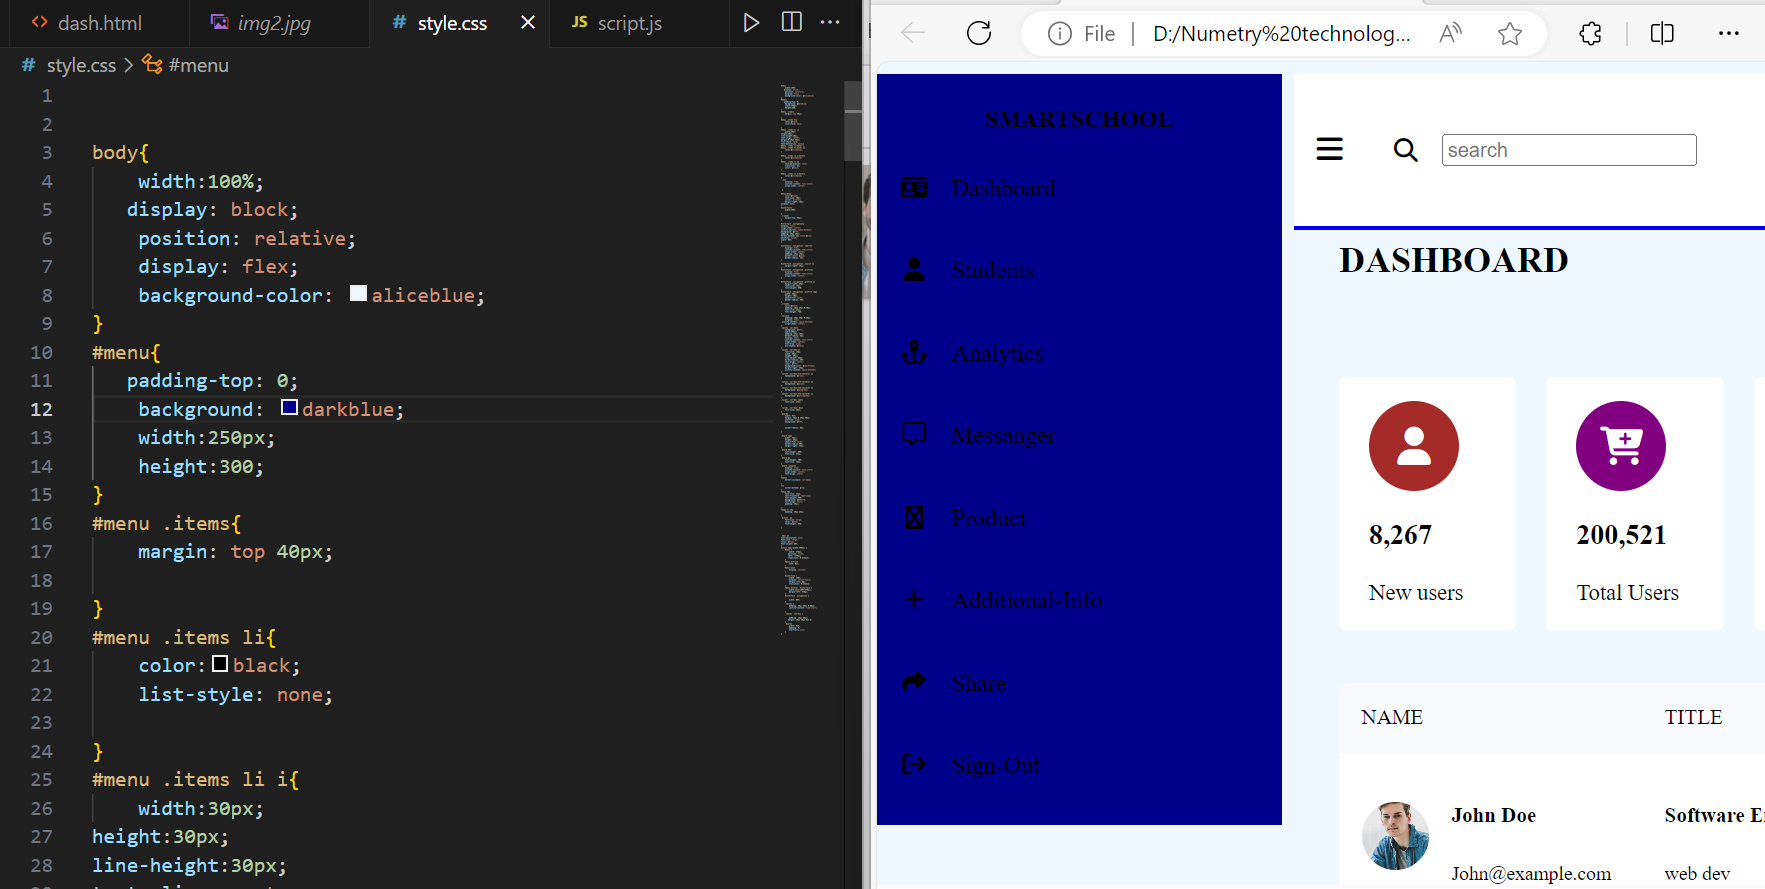 dash.html
img2.jpg
# style.css
JS script.js
# style.css > #menu
1
2
3 body{
4 width:100%;
5 display: block;
6 position: relative;
7 display: flex;
8 background-color: aliceblue;
9 }
10 #menu{
11 padding-top: 0;
12 background: darkblue;
13 width:250px;
14 height:300;
15 }
16 #menu .items{
17 margin: top 40px;
18
19 }
20 #menu .items li{
21 color:black;
22 list-style: none;
23
24 }
25 #menu .items li i{
26 width:30px;
27 height:30px;
28 line-height:30px;
File | D:/Numetry%20technolog...
SMARTSCHOOL
Dashboard
Students
Analytics
Messanger
Product
Additional-Info
Share
Sign-Out
search
DASHBOARD
8,267
New users
200,521
Total Users
NAME TITLE
John Doe Software
John@example.com web dev